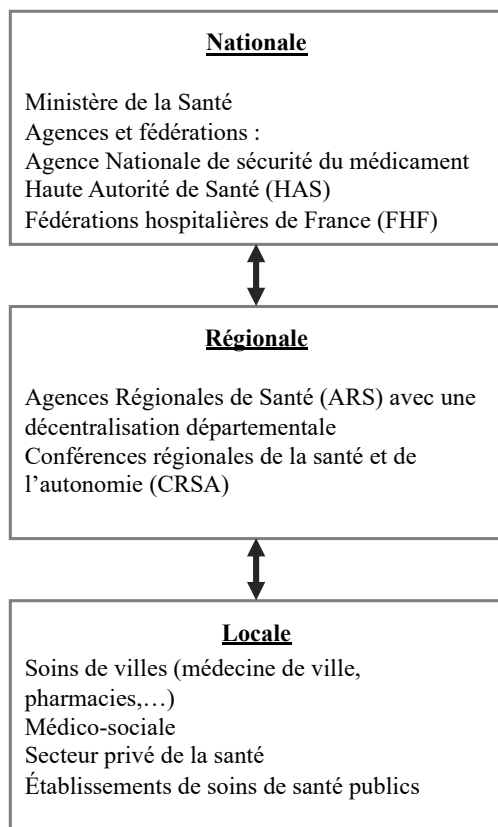 Nationale
Ministère de la Santé
Agences et fédérations :
Agence Nationale de sécurité du médicament
Haute Autorité de Santé (HAS)
Fédérations hospitalières de France (FHF)
Régionale
Agences Régionales de Santé (ARS) avec une
décentralisation départementale
Conférences régionales de la santé et de
l’autonomie (CRSA)
Locale
Soins de villes (médecine de ville,
pharmacies,…)
Médico-sociale
Secteur privé de la santé
Établissements de soins de santé publics